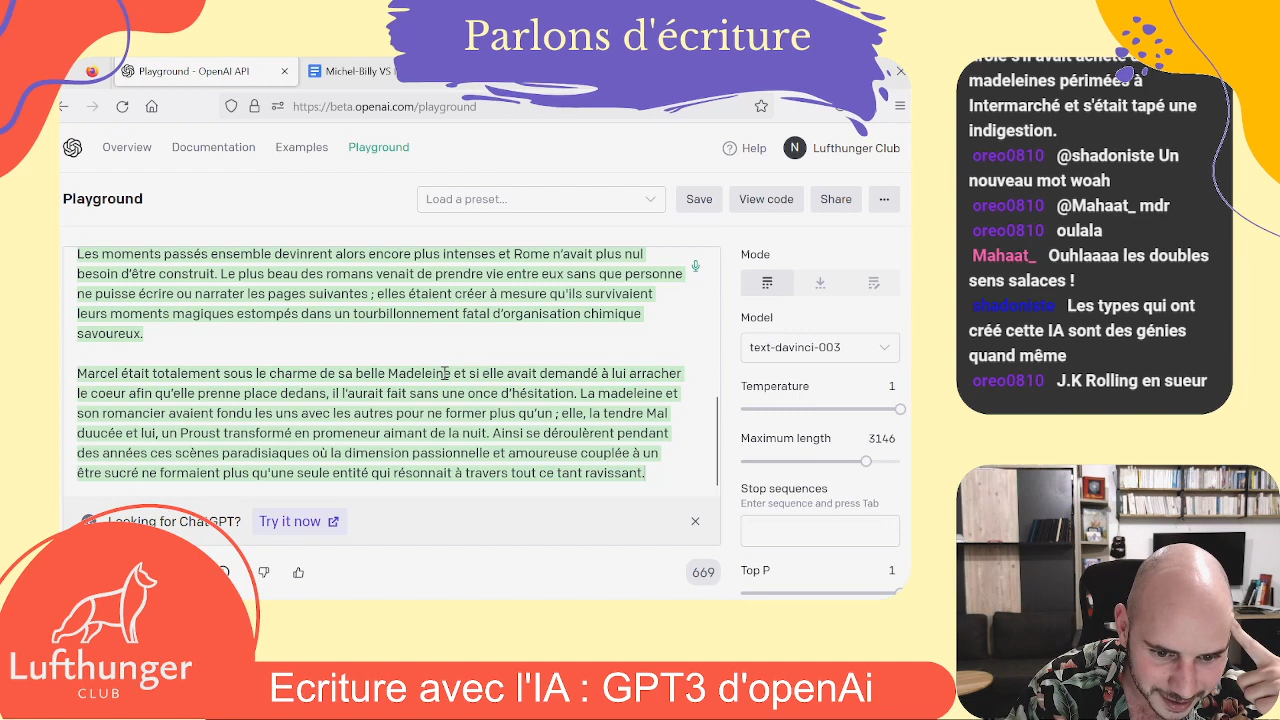 Parlons d'écriture
Playground - OpenAI API
Michel-Billy VS
https://beta.openai.com/playground
Overview
Documentation
Examples
Playground
Help
N
Lufthunger Club
Playground
Load a preset...
Save
View code
Share
...
Les moments passés ensemble devinrent alors encore plus intenses et Rome n'avait plus nul
besoin d'être construit. Le plus beau des romans venait de prendre vie entre eux sans que personne
ne puisse écrire ou narrater les pages suivantes ; elles étaient créer à mesure qu'ils survivaient
leurs moments magiques estompés dans un tourbillonnement fatal d'organisation chimique
savoureux.
Marcel était totalement sous le charme de sa belle Madeleine et si elle avait demandé à lui arracher
le coeur afin qu'elle prenne place dedans, il l'aurait fait sans une once d'hésitation. La madeleine et
son romancier avaient fondu les uns avec les autres pour ne former plus qu'un ; elle, la tendre Mal
duucée et lui, un Proust transformé en promeneur aimant de la nuit. Ainsi se déroulèrent pendant
des années ces scènes paradisiaques où la dimension passionnelle et amoureuse couplée à un
être sucré ne formaient plus qu'une seule entité qui résonnait à travers tout ce tant ravissant.
Looking for ChatGPT?
Try it now
669
Mode
Model
text-davinci-003
Temperature
1
Maximum length
3146
Stop sequences
Enter sequence and press Tab
Top P
1
madeleines périmées à
Intermarché et s'était tapé une
indigestion.
oreo0810 @shadoniste Un
nouveau mot woah
oreo0810 @Mahaat_ mdr
oreo0810 oulala
Mahaat_ Ouhlaaaa les doubles
sens salaces !
shadoniste Les types qui ont
créé cette IA sont des génies
quand même
oreo0810 J.K Rolling en sueur
Lufthunger
CLUB
Ecriture avec l'IA : GPT3 d'openAi